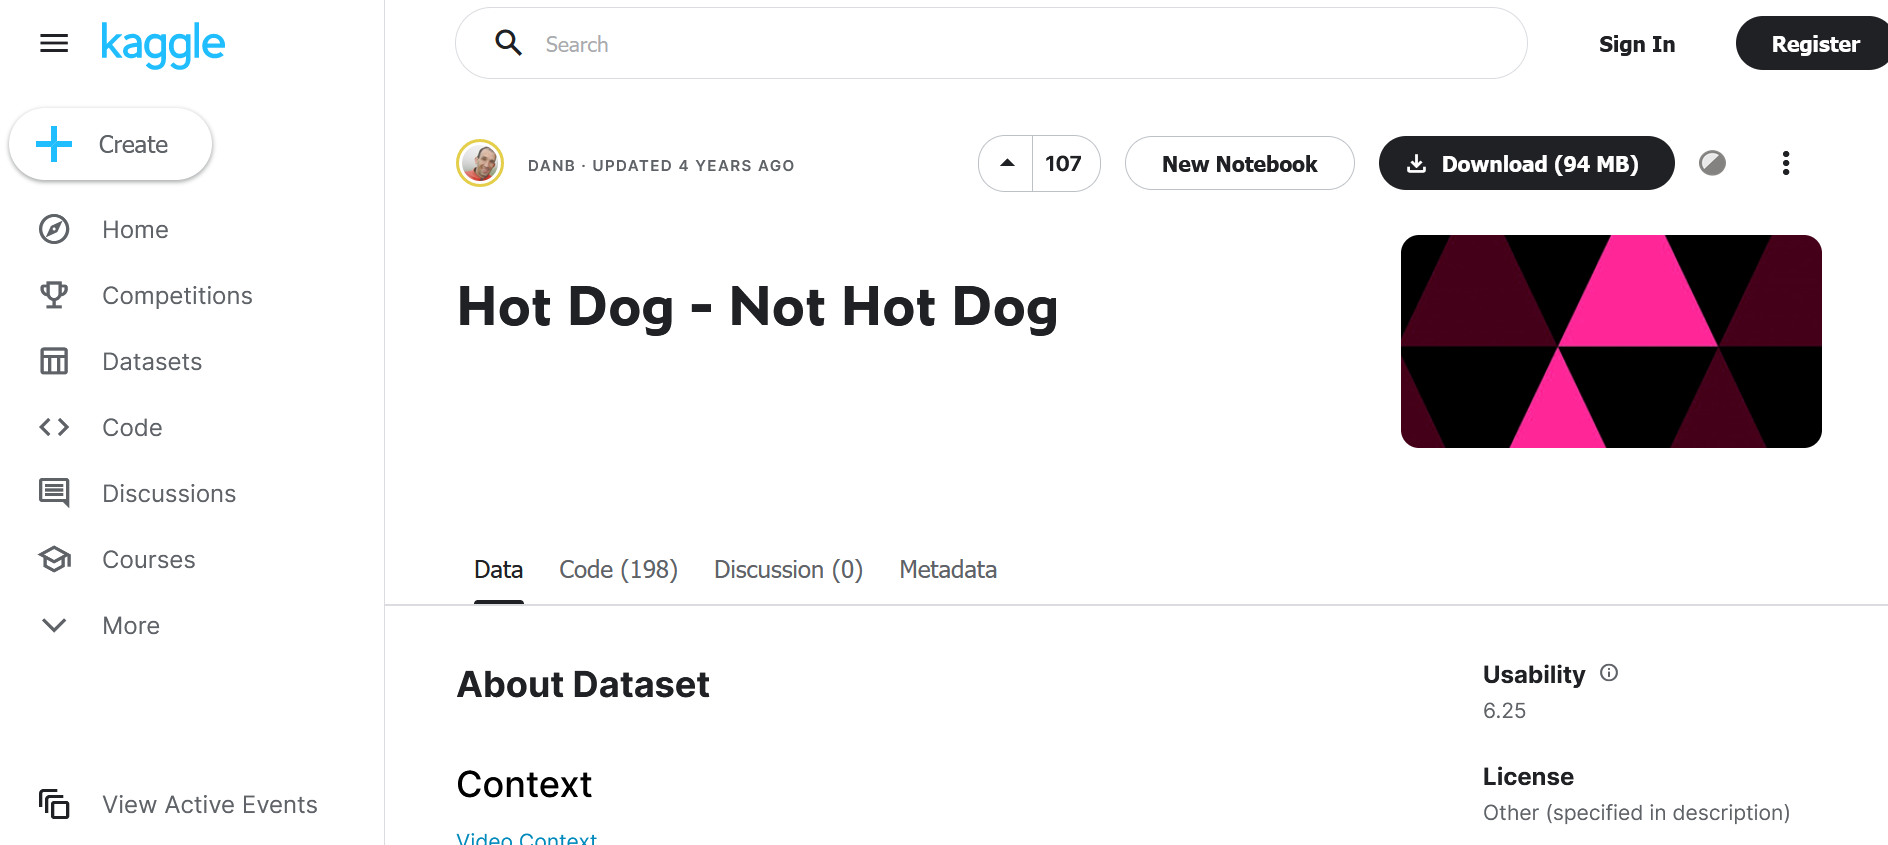 kaggle
Search
Sign In
Register
Create
Home
Competitions
Datasets
Code
Discussions
Courses
More
View Active Events
DANB · UPDATED 4 YEARS AGO
107
New Notebook
Download (94 MB)
Hot Dog - Not Hot Dog
Data
Code (198)
Discussion (0)
Metadata
About Dataset
Context
Video Context
Usability
6.25
License
Other (specified in description)